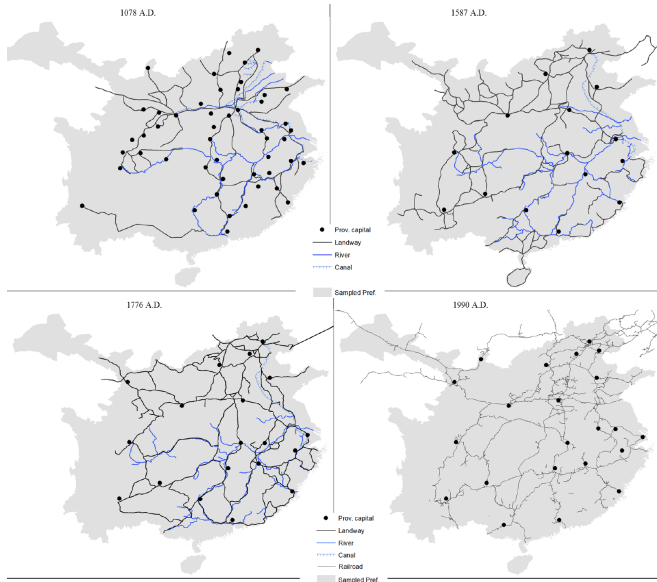 1078 A.D.
1587 A.D.
Prov. capital
Landway
River
Canal
Sampled Pref.
1776 A.D.
1990 A.D.
Prov. capital
Landway
River
Canal
Railroad
Sampled Pref.